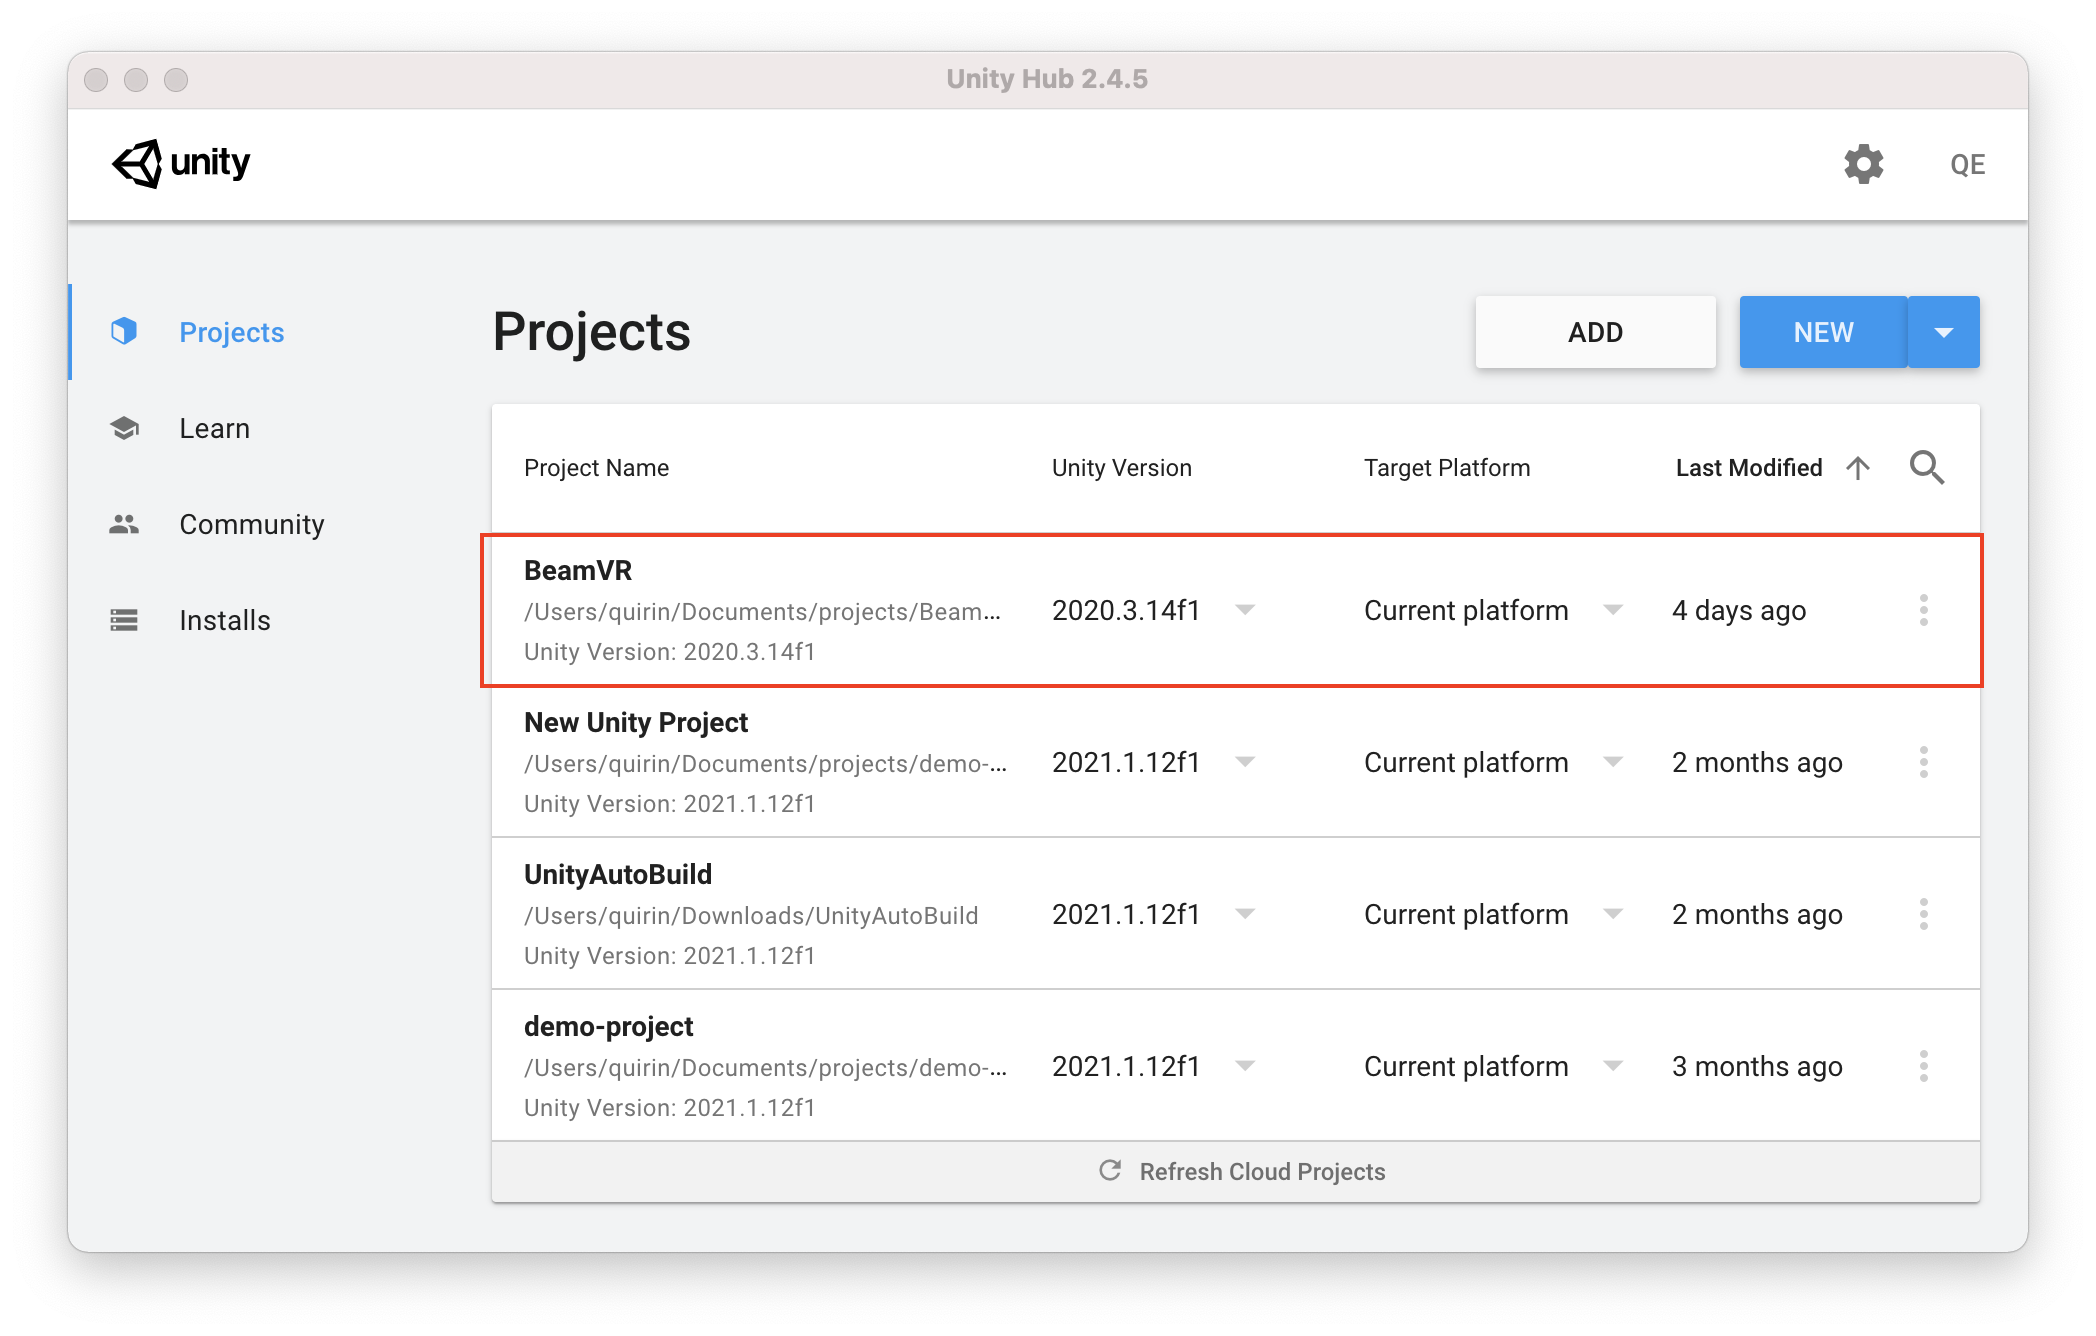 Unity Hub 2.4.5
unity
QE
Projects
Learn
Community
Installs
Projects
ADD
NEW
Project Name Unity Version Target Platform Last Modified
BeamVR
/Users/quirin/Documents/projects/Beam...
Unity Version: 2020.3.14f1
2020.3.14f1 Current platform 4 days ago
New Unity Project
/Users/quirin/Documents/projects/demo-...
Unity Version: 2021.1.12f1
2021.1.12f1 Current platform 2 months ago
UnityAutoBuild
/Users/quirin/Downloads/UnityAutoBuild
Unity Version: 2021.1.12f1
2021.1.12f1 Current platform 2 months ago
demo-project
/Users/quirin/Documents/projects/demo-...
Unity Version: 2021.1.12f1
2021.1.12f1 Current platform 3 months ago
Refresh Cloud Projects